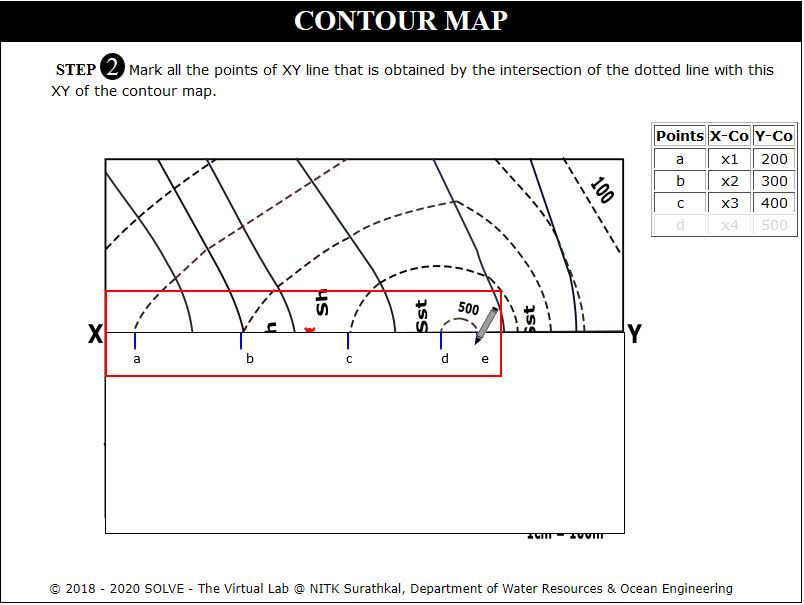 CONTOUR MAP
STEP 2 Mark all the points of XY line that is obtained by the intersection of the dotted line with this
XY of the contour map.
Points X-Co Y-Co
a x1 200
b x2 300
c x3 400
d x4 500
100
Sh
Sst
500
sst
h
X Y
a b c d e
1cm = 100m
© 2018 - 2020 SOLVE - The Virtual Lab @ NITK Surathkal, Department of Water Resources & Ocean Engineering